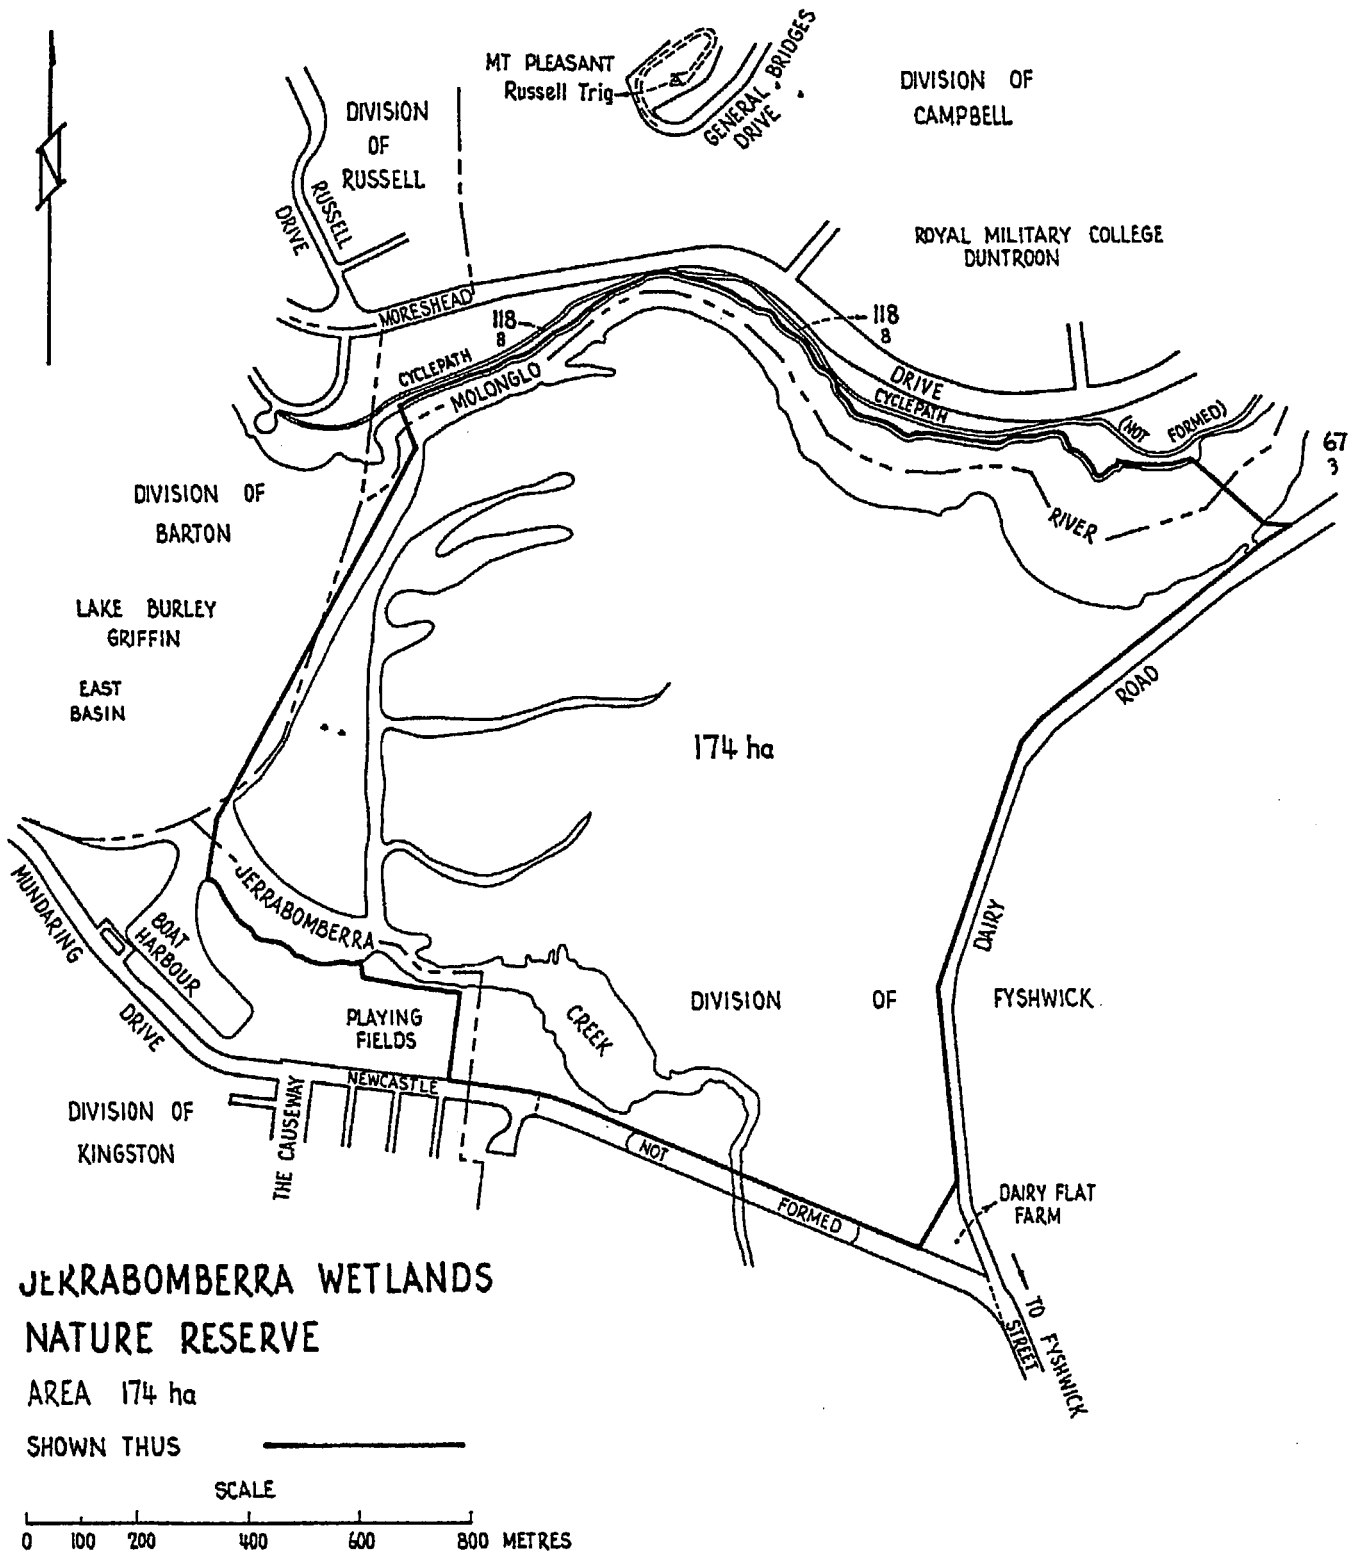 MT PLEASANT
Russell Trig
GENERAL BRIDGES
DRIVE
DIVISION OF
CAMPBELL
DIVISION
OF
RUSSELL
RUSSELL
DRIVE
ROYAL MILITARY COLLEGE
DUNTROON
MORESHEAD
118
8
118
8
CYCLEPATH
MOLONGLO
DRIVE
CYCLEPATH
(NOT FORMED)
67
3
DIVISION OF
BARTON
RIVER
LAKE BURLEY
GRIFFIN
EAST
BASIN
ROAD
174 ha
MUNDARING
DRIVE
BOAT
HARBOUR
JERRABOMBERRA
DAIRY
CREEK
DIVISION OF FYSHWICK
PLAYING
FIELDS
NEWCASTLE
THE CAUSEWAY
DIVISION OF
KINGSTON
NOT
FORMED
DAIRY FLAT
FARM
TO FYSHWICK
STREET
JERRABOMBERRA WETLANDS
NATURE RESERVE
AREA 174 ha
SHOWN THUS
SCALE
0 100 200 400 600 800 METRES